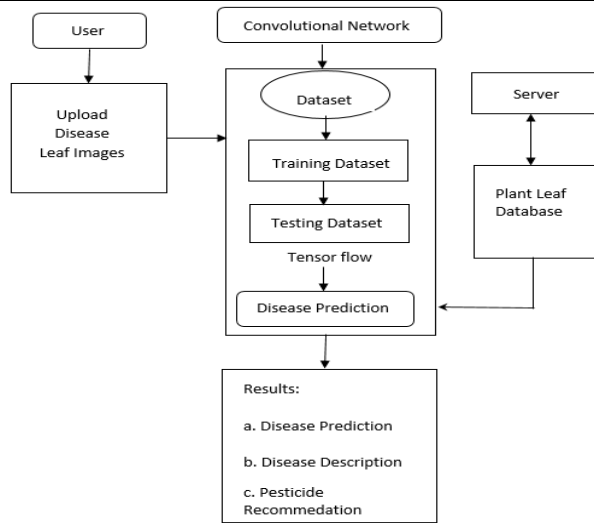 User
Convolutional Network
Upload
Disease
Leaf Images
Dataset
Training Dataset
Testing Dataset
Tensor flow
Disease Prediction
Server
Plant Leaf
Database
Results:
a. Disease Prediction
b. Disease Description
c. Pesticide
Recommedation